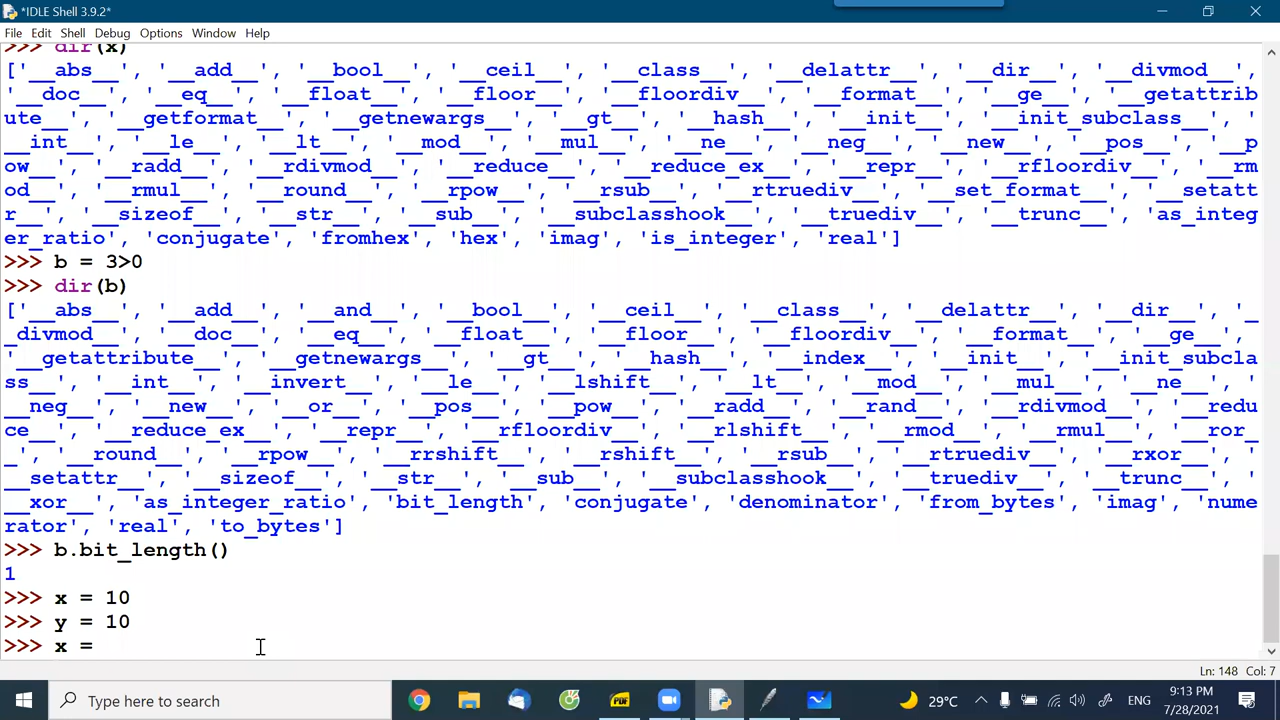 *IDLE Shell 3.9.2*
File Edit Shell Debug Options Window Help
>>> dir(x)
['__abs__', '__add__', '__bool__', '__ceil__', '__class__', '__delattr__', '__dir__', '__divmod__',
'__doc__', '__eq__', '__float__', '__floor__', '__floordiv__', '__format__', '__ge__', '__getattrib
ute__', '__getformat__', '__getnewargs__', '__gt__', '__hash__', '__init__', '__init_subclass__', '
__int__', '__le__', '__lt__', '__mod__', '__mul__', '__ne__', '__neg__', '__new__', '__pos__', '__p
ow__', '__radd__', '__rdivmod__', '__reduce__', '__reduce_ex__', '__repr__', '__rfloordiv__', '__rm
od__', '__rmul__', '__round__', '__rpow__', '__rsub__', '__rtruediv__', '__set_format__', '__setatt
r__', '__sizeof__', '__str__', '__sub__', '__subclasshook__', '__truediv__', '__trunc__', 'as_integ
er_ratio', 'conjugate', 'fromhex', 'hex', 'imag', 'is_integer', 'real']
>>> b = 3>0
>>> dir(b)
['__abs__', '__add__', '__and__', '__bool__', '__ceil__', '__class__', '__delattr__', '__dir__', '_
_divmod__', '__doc__', '__eq__', '__float__', '__floor__', '__floordiv__', '__format__', '__ge__',
'__getattribute__', '__getnewargs__', '__gt__', '__hash__', '__index__', '__init__', '__init_subcla
ss__', '__int__', '__invert__', '__le__', '__lshift__', '__lt__', '__mod__', '__mul__', '__ne__', '
__neg__', '__new__', '__or__', '__pos__', '__pow__', '__radd__', '__rand__', '__rdivmod__', '__redu
ce__', '__reduce_ex__', '__repr__', '__rfloordiv__', '__rlshift__', '__rmod__', '__rmul__', '__ror_
_', '__round__', '__rpow__', '__rrshift__', '__rshift__', '__rsub__', '__rtruediv__', '__rxor__', '
__setattr__', '__sizeof__', '__str__', '__sub__', '__subclasshook__', '__truediv__', '__trunc__', '
__xor__', 'as_integer_ratio', 'bit_length', 'conjugate', 'denominator', 'from_bytes', 'imag', 'nume
rator', 'real', 'to_bytes']
>>> b.bit_length()
1
>>> x = 10
>>> y = 10
>>> x =
Ln: 148 Col: 7
Type here to search
PDF
29°C
ENG
9:13 PM
7/28/2021